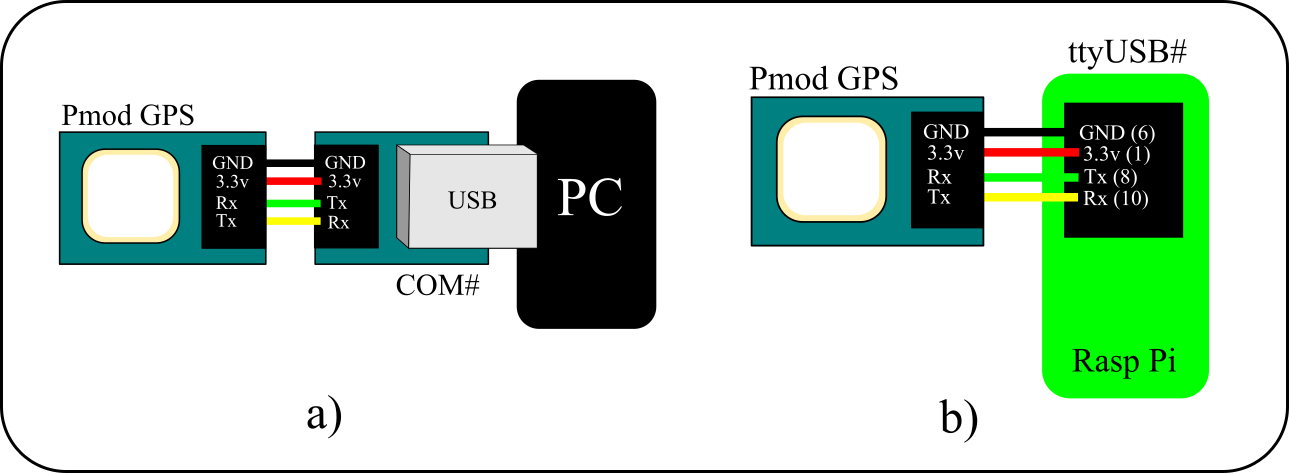 Pmod GPS
GND
3.3v
Rx
Tx
GND
3.3v
Tx
Rx
USB
COM#
PC
a)
Pmod GPS
GND
3.3v
Rx
Tx
ttyUSB#
GND (6)
3.3v (1)
Tx (8)
Rx (10)
Rasp Pi
b)